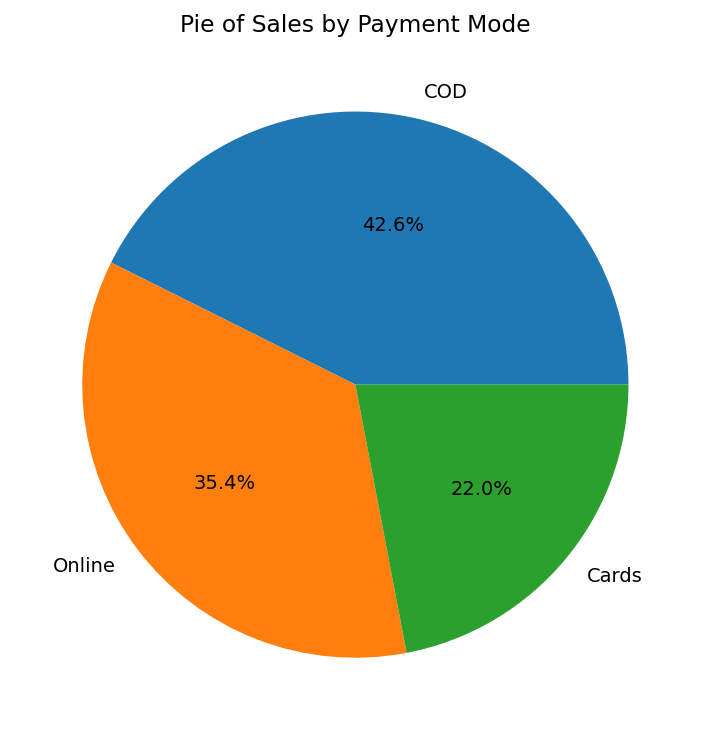 Pie of Sales by Payment Mode
COD
42.6%
35.4%
22.0%
Online
Cards